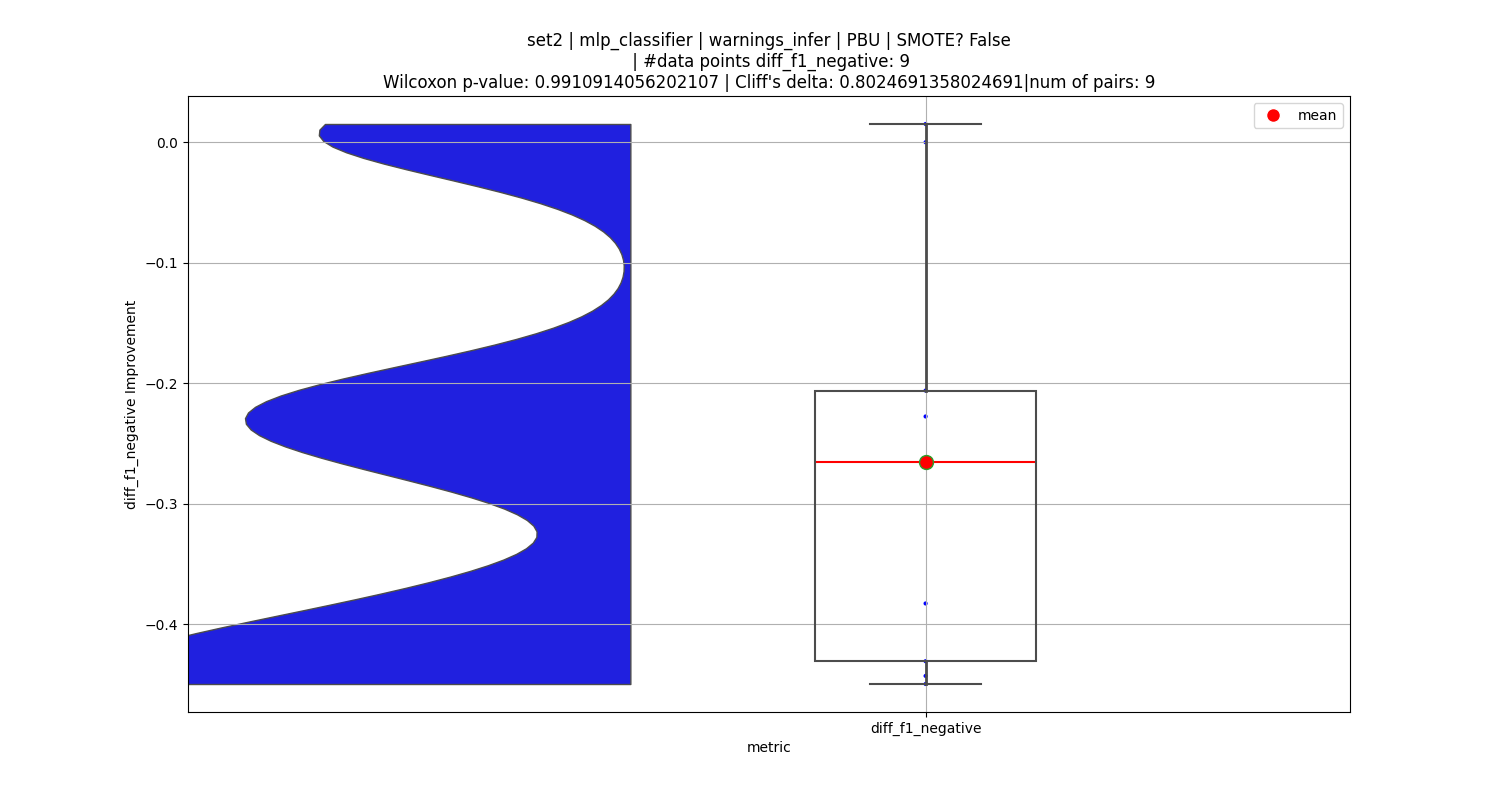 set2 | mlp_classifier | warnings_infer | PBU | SMOTE? False
| #data points diff_f1_negative: 9
Wilcoxon p-value: 0.9910914056202107 | Cliff's delta: 0.8024691358024691|num of pairs: 9
mean
0.0
−0.1
−0.2
−0.3
−0.4
diff_f1_negative Improvement
diff_f1_negative
metric